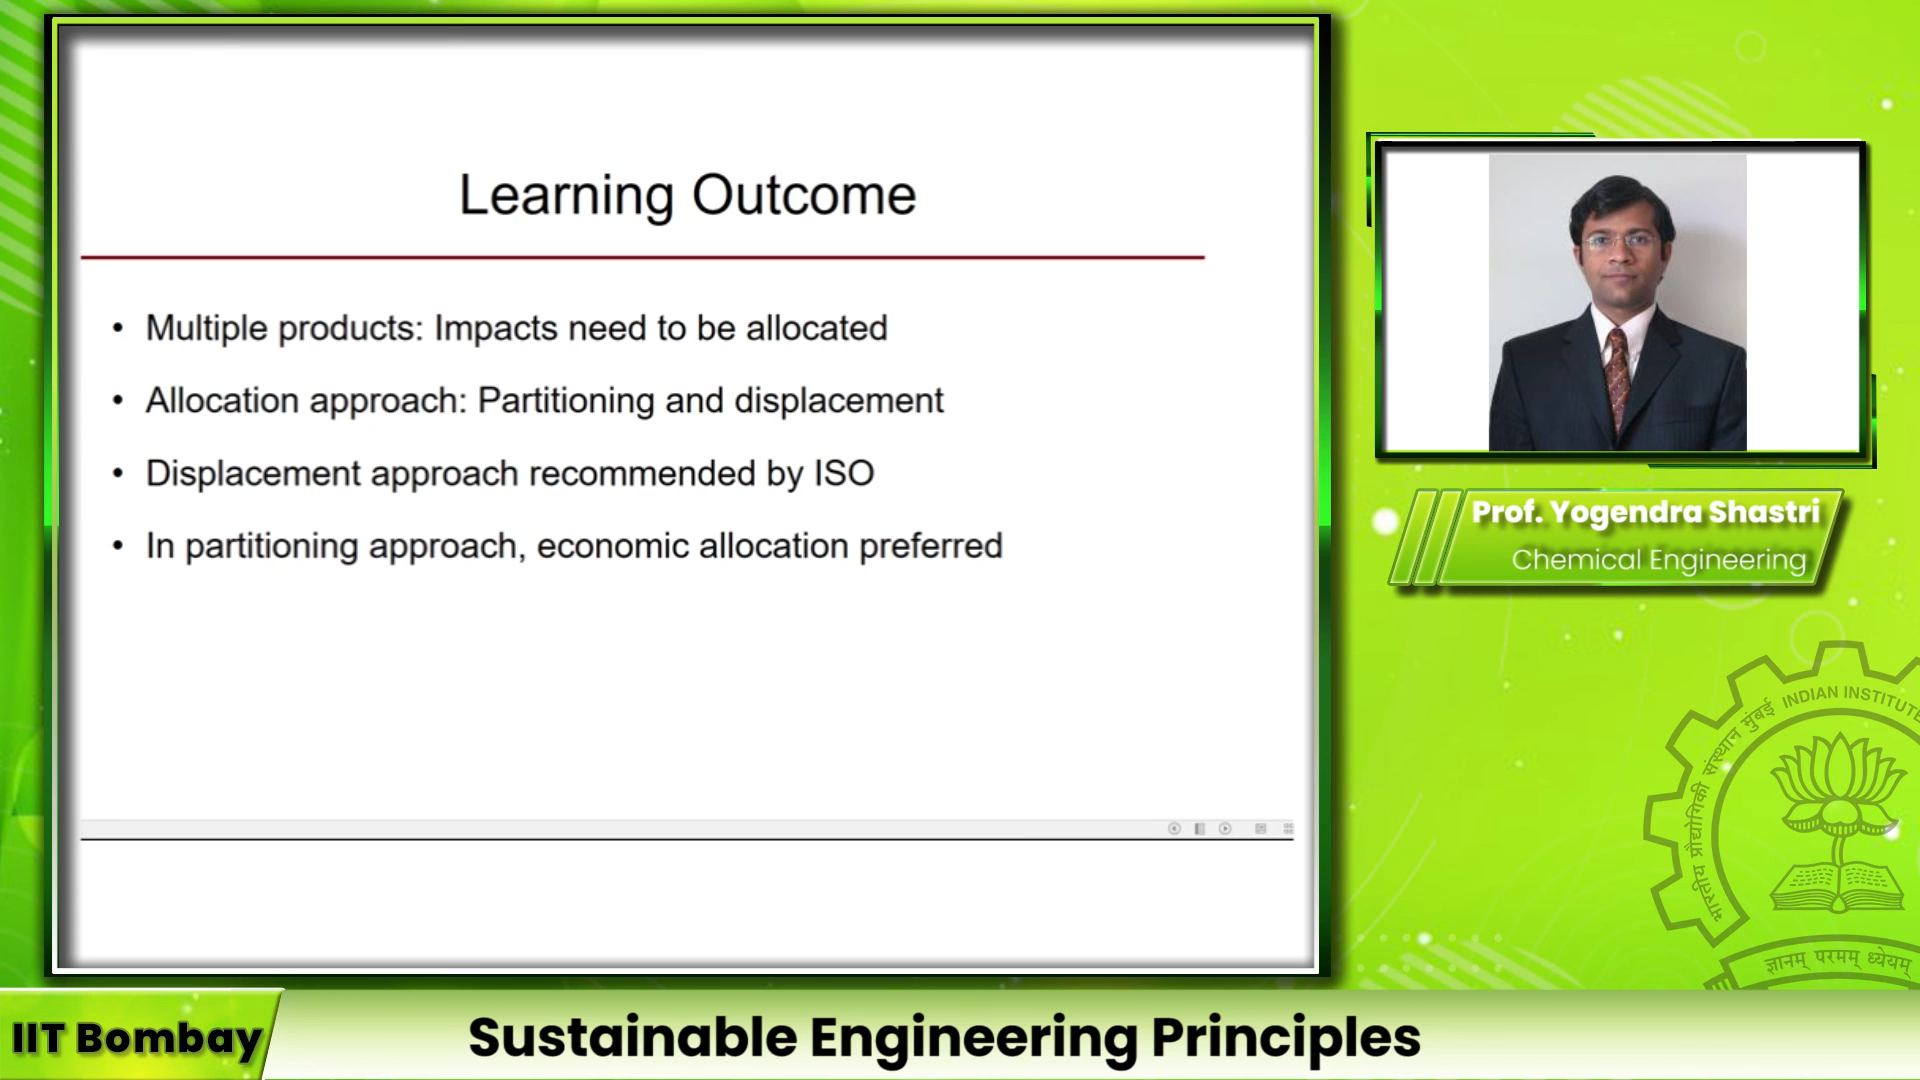 Learning Outcome
• Multiple products: Impacts need to be allocated
• Allocation approach: Partitioning and displacement
• Displacement approach recommended by ISO
• In partitioning approach, economic allocation preferred
Prof. Yogendra Shastri
Chemical Engineering
भारतीय प्रौद्योगिकी संस्थान मुंबई INDIAN INSTITUTE
ज्ञानम् परमम् ध्येयम्
IIT Bombay
Sustainable Engineering Principles